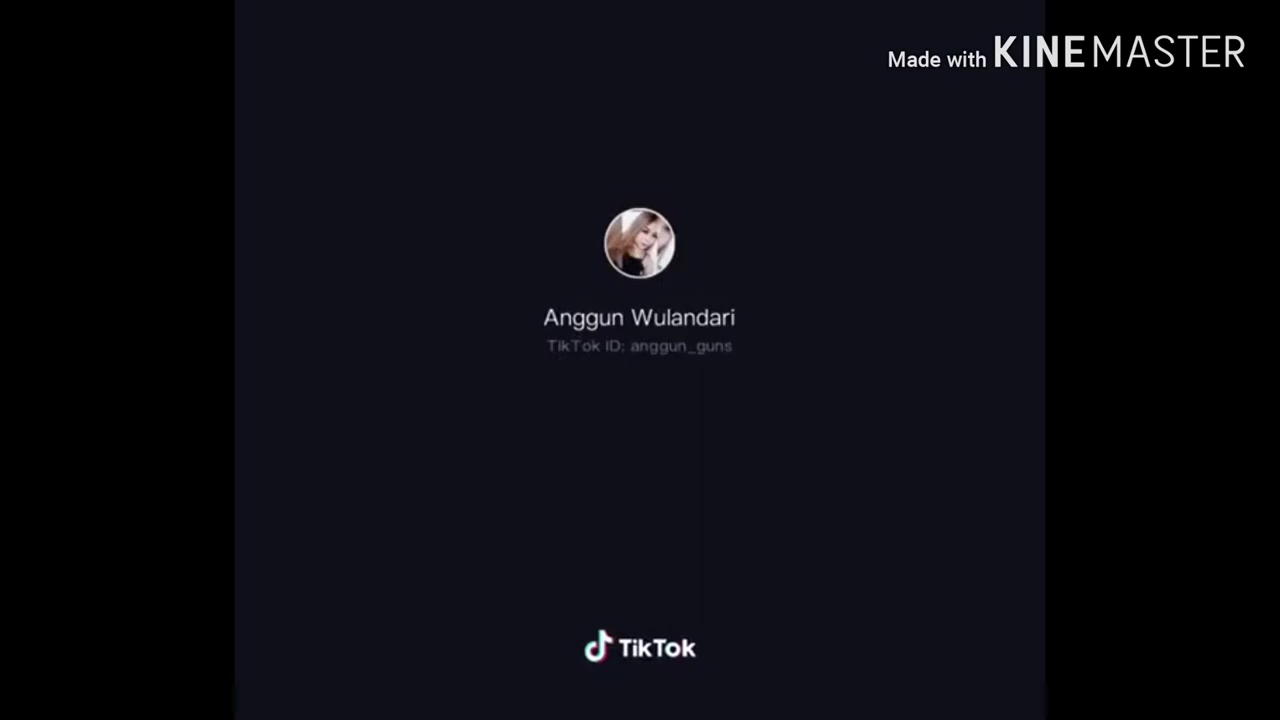 Made with KINEMASTER
Anggun Wulandari
TikTok ID: anggun_guns
TikTok